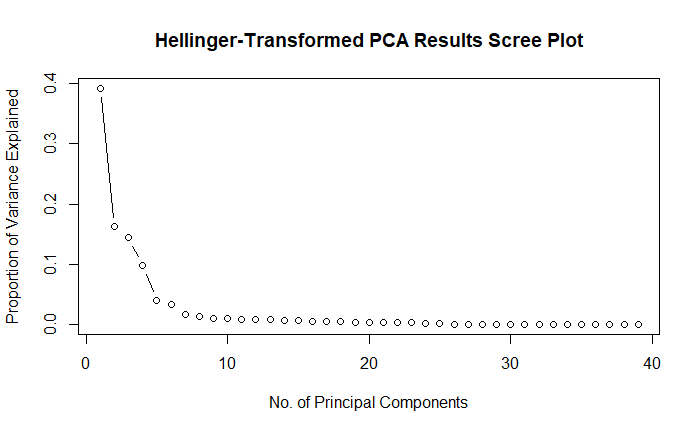 Hellinger-Transformed PCA Results Scree Plot
Proportion of Variance Explained
0.4
0.3
0.2
0.1
0.0
0 10 20 30 40
No. of Principal Components